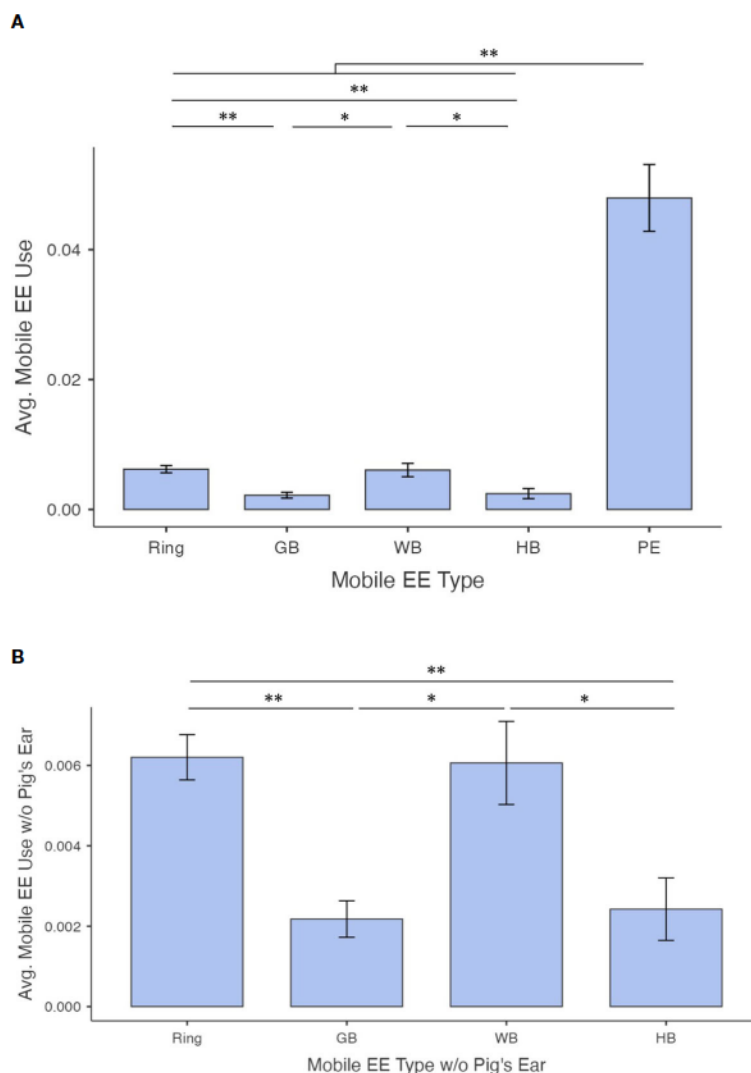 A
**
**
** * *
Avg. Mobile EE Use
0.04
0.02
0.00
Ring GB WB HB PE
Mobile EE Type
B
**
** * *
Avg. Mobile EE Use w/o Pig's Ear
0.006
0.004
0.002
0.000
Ring GB WB HB
Mobile EE Type w/o Pig's Ear